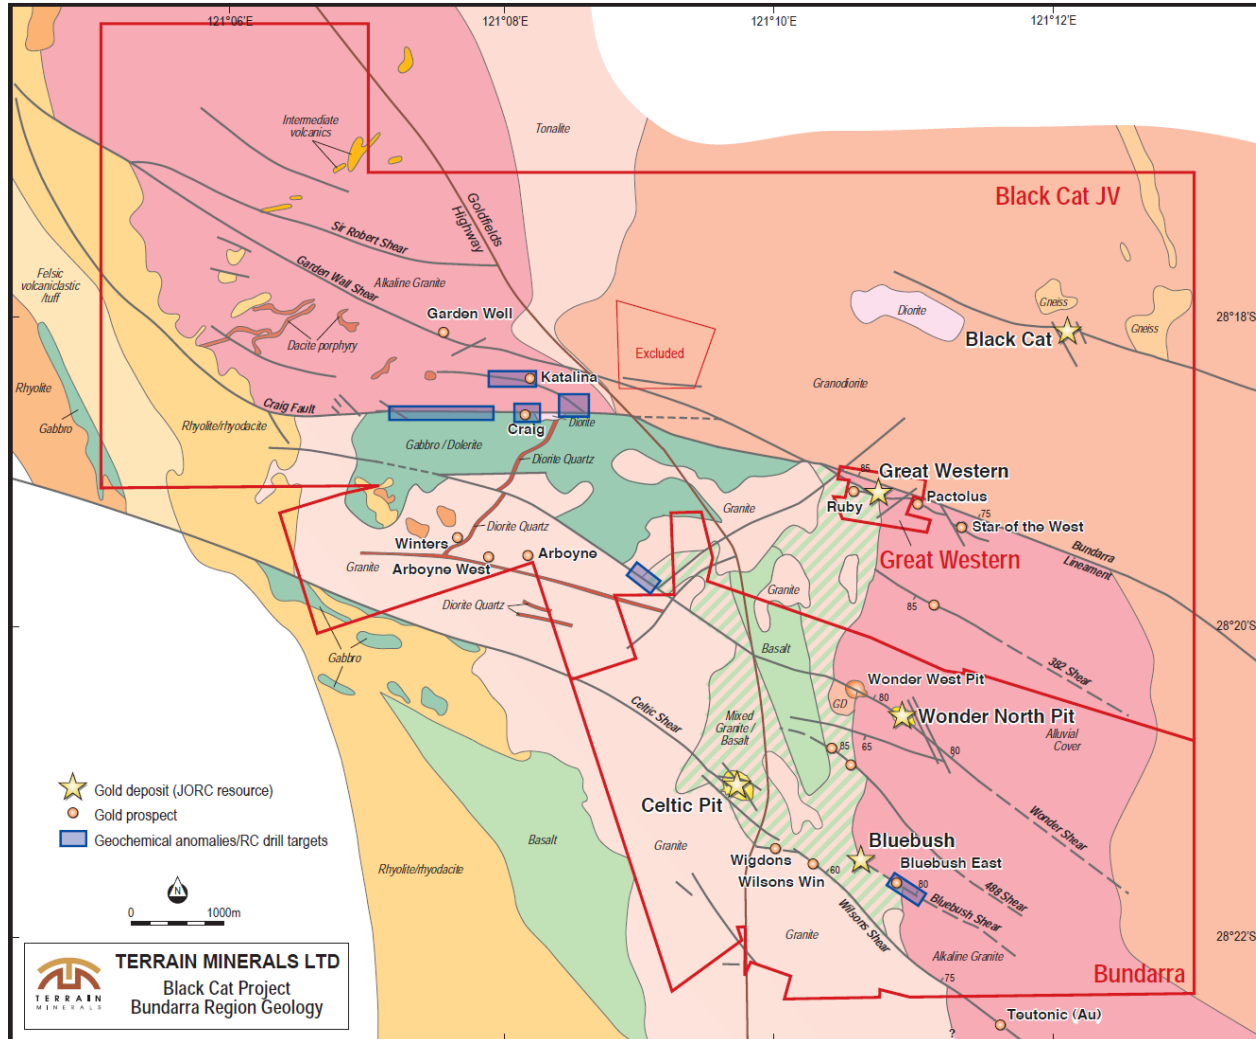 121°06'E
121°08'E
121°10'E
121°12'E
Intermediate
volcanics
Tonalite
Goldfields
Highway
Black Cat JV
Sir Robert Shear
Garden Wall Shear
Alkaline Granite
Felsic
volcaniclastic
/tuff
Garden Well
Dacite porphyry
Diorite
Gneiss
Gneiss
28°18'S
Black Cat
Excluded
Katalina
Granodiorite
Rhyolite
Gabbro
Craig Fault
Rhyolite/rhyodacite
Craig
Diorite
Gabbro / Dolerite
Diorite Quartz
85
Great Western
Ruby
Pactolus
75
Star of the West
Granite
Diorite Quartz
Winters
Arboyne
Arboyne West
Granite
Great Western
Bundarra
Lineament
Granite
85
Diorite Quartz
28°20'S
Gabbro
Basalt
382 Shear
Wonder West Pit
80
GD
Wonder North Pit
Celtic Shear
Mixed
Granite /
Basalt
Alluvial
Cover
85
65
80
Gold deposit (JORC resource)
Gold prospect
Geochemical anomalies/RC drill targets
Celtic Pit
Wonder Shear
Basalt
Granite
Bluebush
Wigdons
Bluebush East
Wilsons Win
60
80
Rhyolite/rhyodacite
488 Shear
Bluebush Shear
Wilsons Shear
N
0
1000m
Granite
28°22'S
Alkaline Granite
Bundarra
75
TERRAIN
MINERALS
TERRAIN MINERALS LTD
Black Cat Project
Bundarra Region Geology
Teutonic (Au)
?